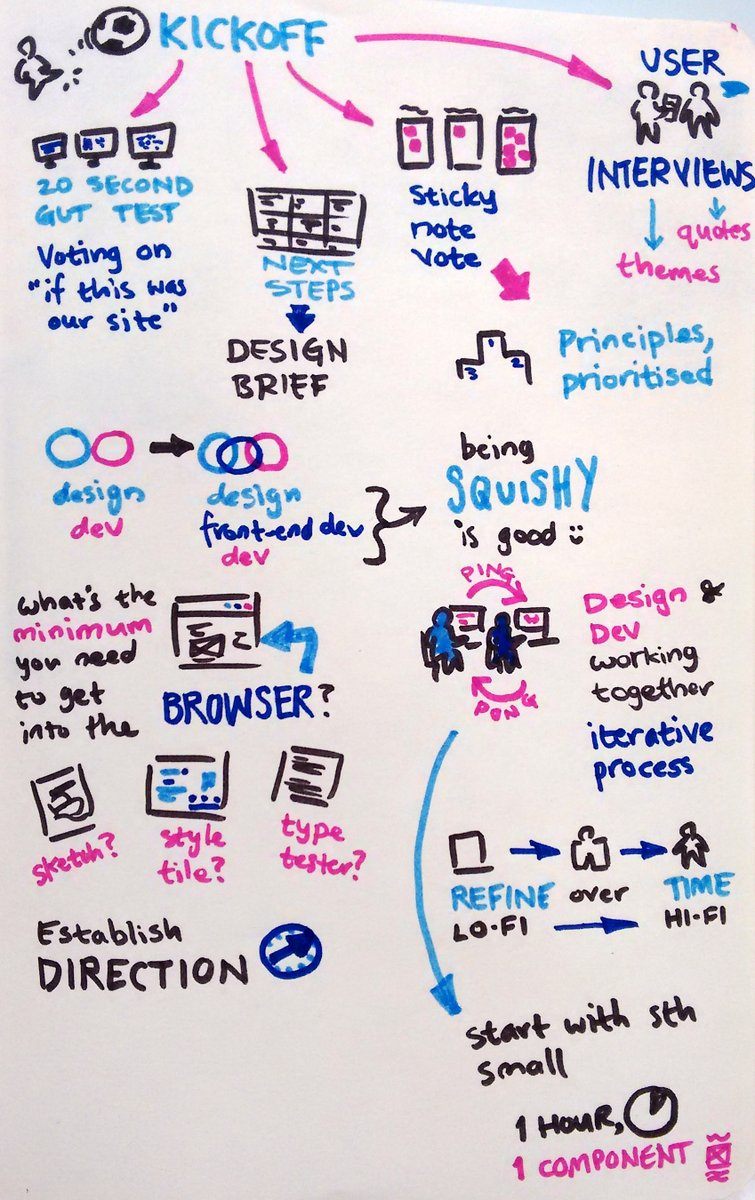 KICKOFF
USER
INTERVIEWS
quotes
themes
20 SECOND
GUT TEST
Voting on
"if this was
our site"
NEXT
STEPS
DESIGN
BRIEF
Sticky
note
vote
1
2
3
Principles,
prioritised
design
dev
design
front-end dev
dev
being
SQUISHY
is good
what's the
minimum
you need
to get
into the
BROWSER?
PING
PONG
Design &
Dev
working
together
iterative
process
sketch?
style
tile?
type
tester?
Establish
DIRECTION
REFINE over TIME
LO-FI HI-FI
start with sth
small
1 HOUR,
1 COMPONENT